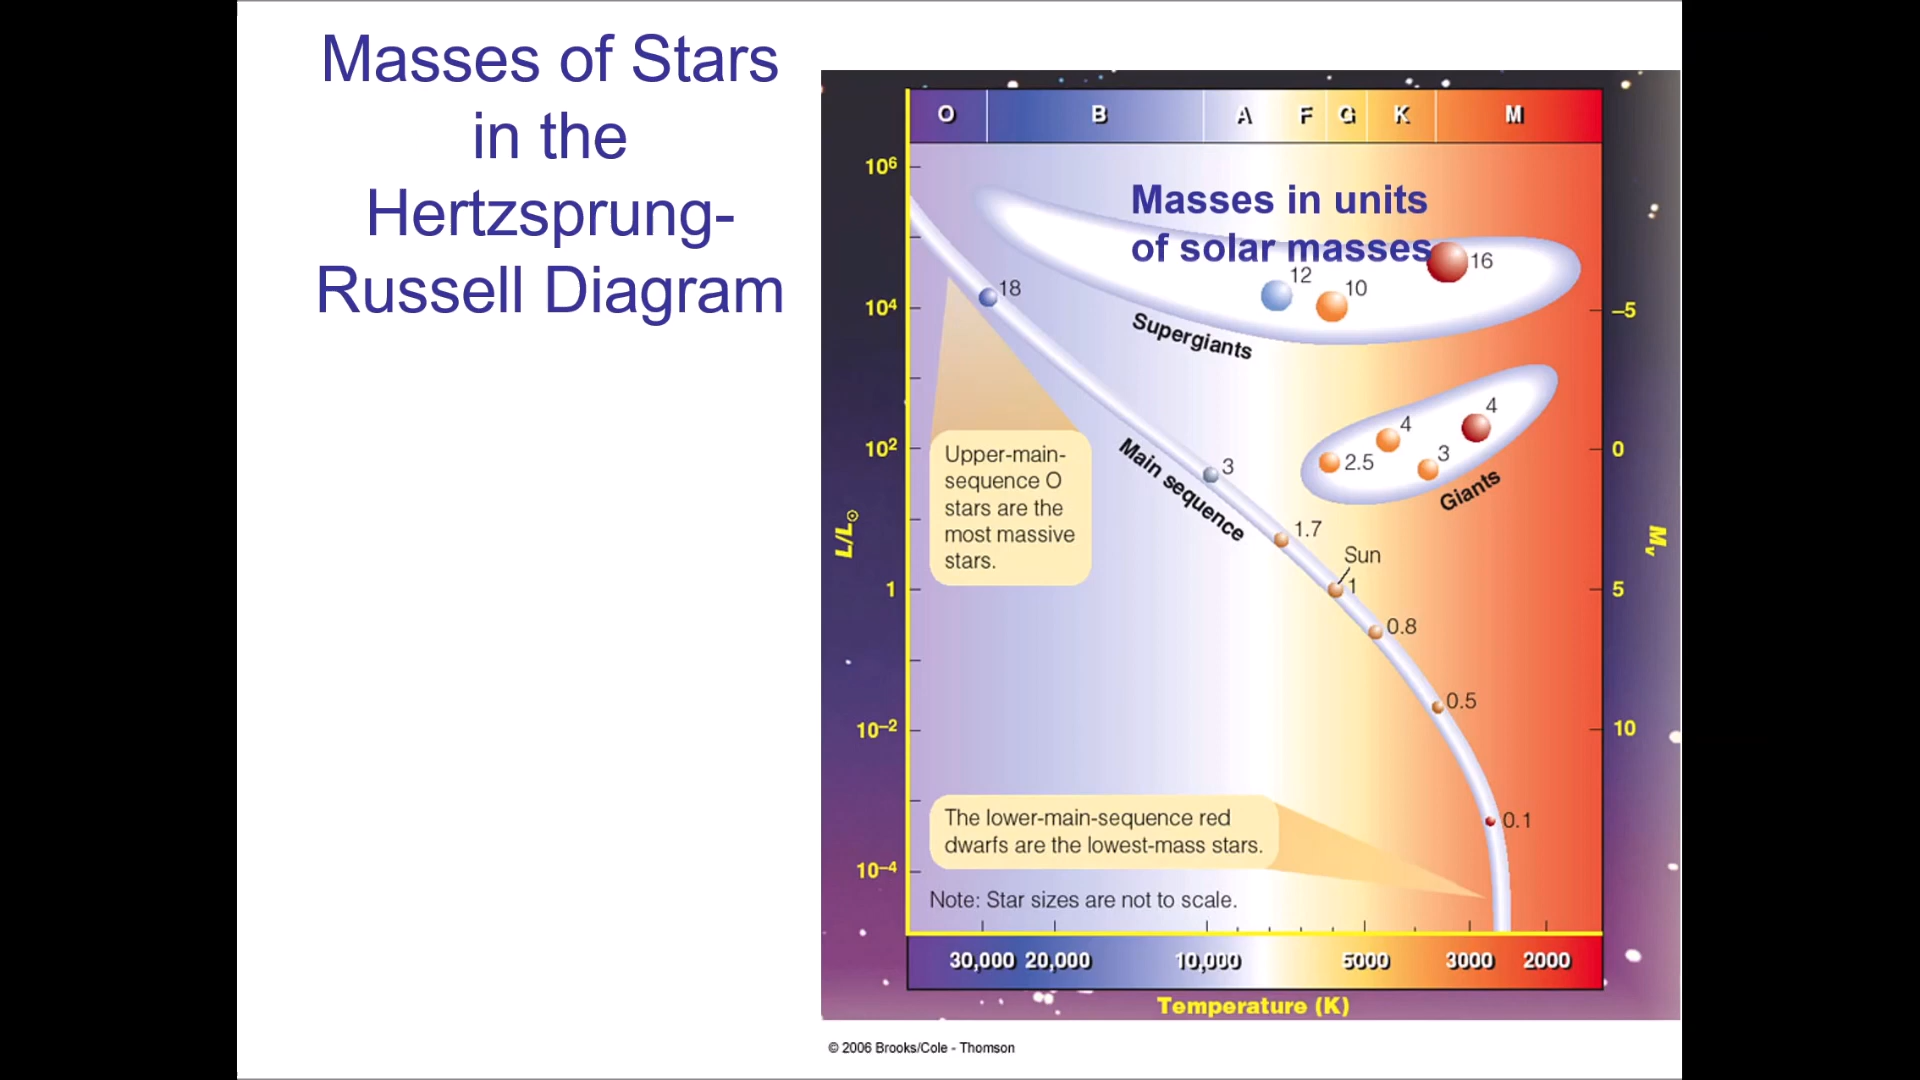 Masses of Stars
in the
Hertzsprung-
Russell Diagram
O B A F G K M
10⁶
Masses in units
of solar masses
16
12
10
18
10⁴
–5
Supergiants
4
4
3
2.5
10²
0
Giants
Upper-main-
sequence O
stars are the
most massive
stars.
Main sequence
3
1.7
L/L☉
Mᵥ
Sun
1
1
5
0.8
0.5
10⁻²
10
The lower-main-sequence red
dwarfs are the lowest-mass stars.
0.1
10⁻⁴
Note: Star sizes are not to scale.
30,000 20,000 10,000 5000 3000 2000
Temperature (K)
© 2006 Brooks/Cole - Thomson